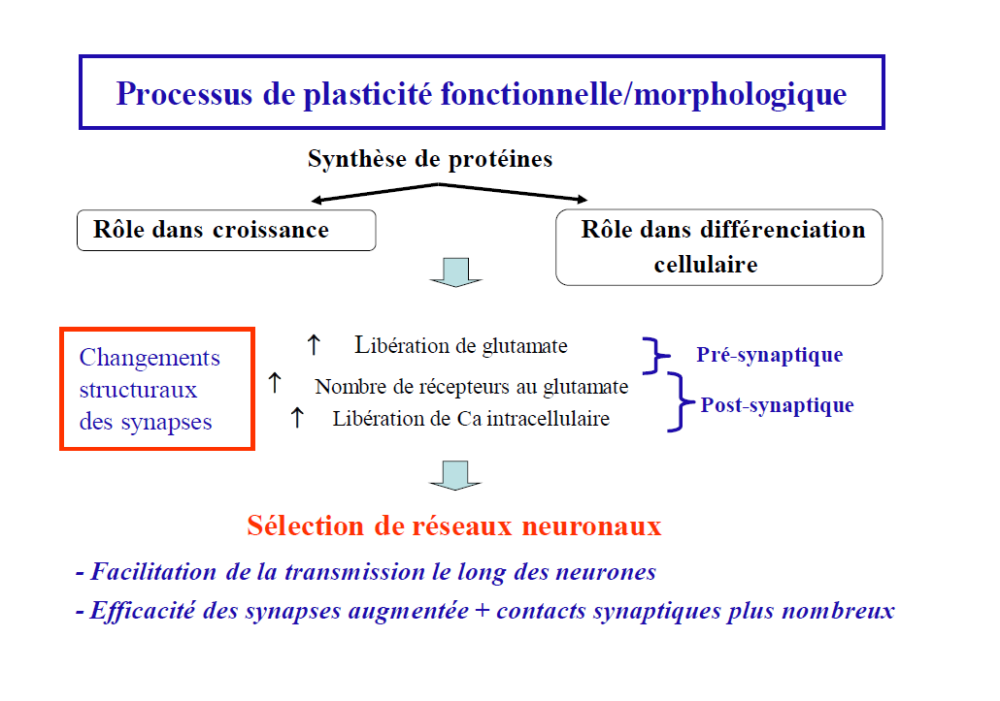 Processus de plasticité fonctionnelle/morphologique
Synthèse de protéines
Rôle dans croissance
Rôle dans différenciation
cellulaire
Changements
structuraux
des synapses
↑ Libération de glutamate
↑ Nombre de récepteurs au glutamate
↑ Libération de Ca intracellulaire
Pré-synaptique
Post-synaptique
Sélection de réseaux neuronaux
- Facilitation de la transmission le long des neurones
- Efficacité des synapses augmentée + contacts synaptiques plus nombreux